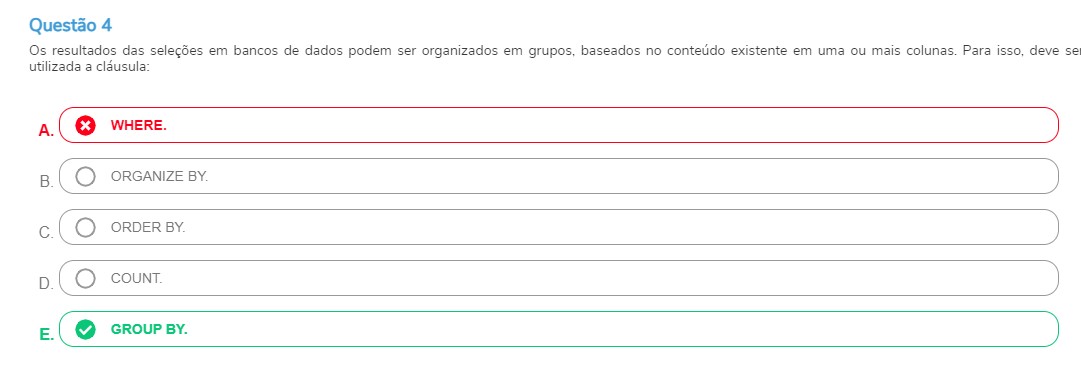 Questão 4
Os resultados das seleções em bancos de dados podem ser organizados em grupos, baseados no conteúdo existente em uma ou mais colunas. Para isso, deve ser
utilizada a cláusula:
A. WHERE.
B. ORGANIZE BY.
C. ORDER BY.
D. COUNT.
E. GROUP BY.